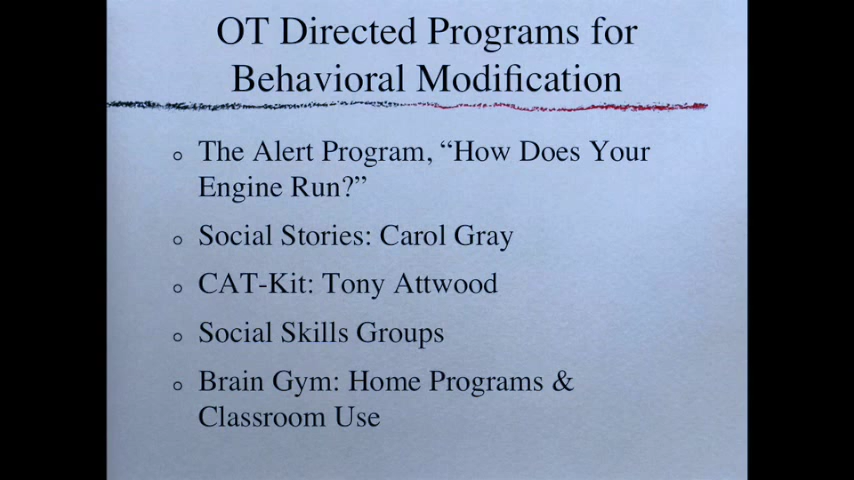 OT Directed Programs for
Behavioral Modification
The Alert Program, “How Does Your
Engine Run?”
Social Stories: Carol Gray
CAT-Kit: Tony Attwood
Social Skills Groups
Brain Gym: Home Programs &
Classroom Use